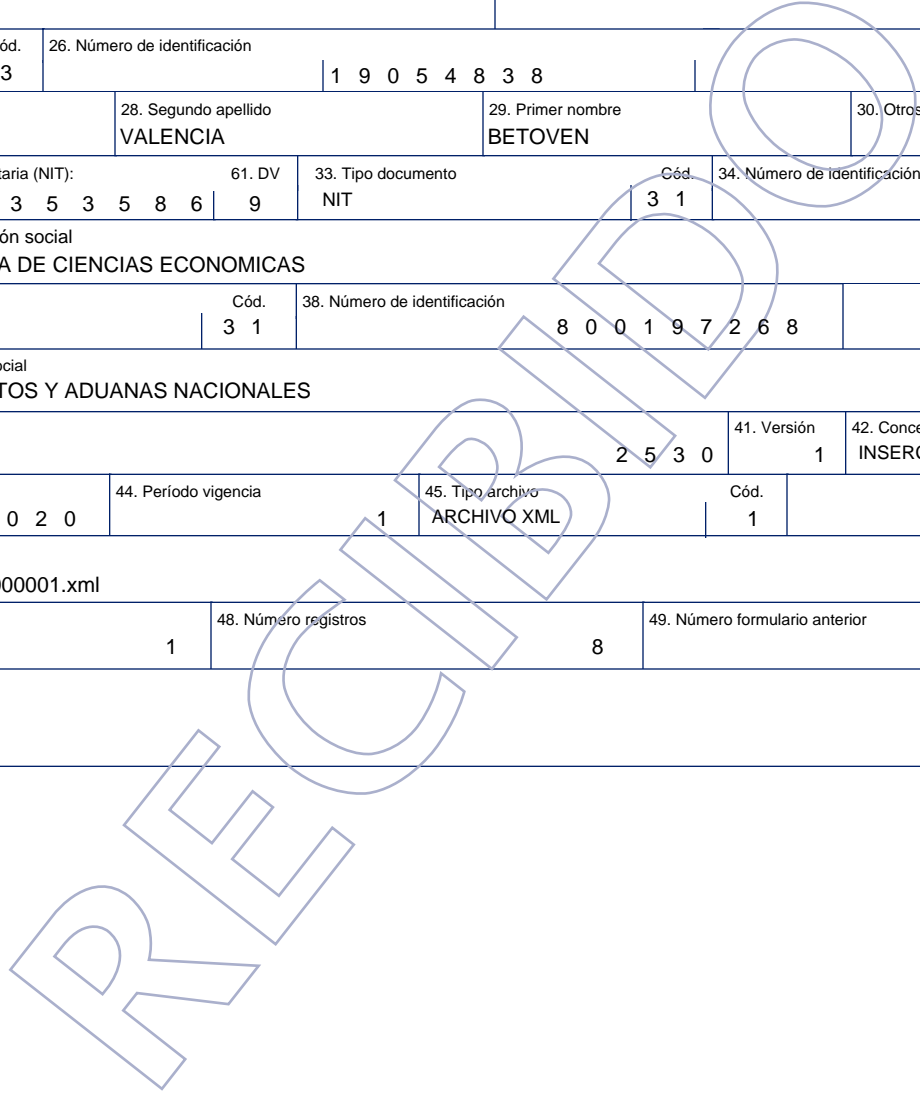 ód. 26. Número de identificación
3 1 9 0 5 4 8 3 8
28. Segundo apellido 29. Primer nombre 30. Otros
VALENCIA BETOVEN
taria (NIT): 61. DV 33. Tipo documento Cód. 34. Número de identificación
3 5 3 5 8 6 9 NIT 3 1
ón social
A DE CIENCIAS ECONOMICAS
Cód. 38. Número de identificación
3 1 8 0 0 1 9 7 2 6 8
ocial
TOS Y ADUANAS NACIONALES
41. Versión 42. Conce
2 5 3 0 1 INSERC
44. Período vigencia 45. Tipo archivo Cód.
0 2 0 1 ARCHIVO XML 1
000001.xml
48. Número registros 49. Número formulario anterior
1 8
RECIBIDO